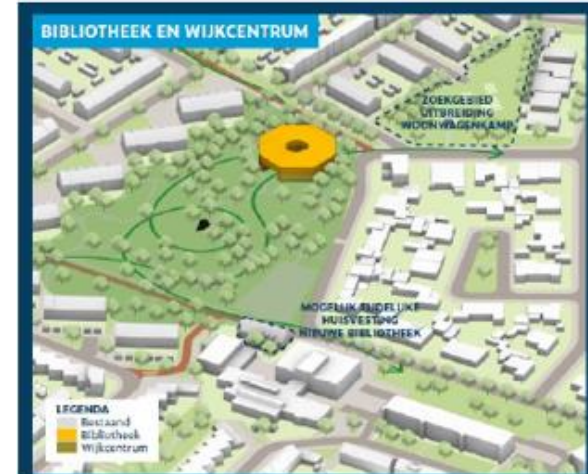 BIBLIOTHEEK EN WIJKCENTRUM
ZOEKGEBIED
UITBREIDING
WOONWAGENKAMP
MOGELIJK TIJDELIJKE
HUISVESTING
NIEUWE BIBLIOTHEEK
LEGENDA
Bestaand
Bibliotheek
Wijkcentrum